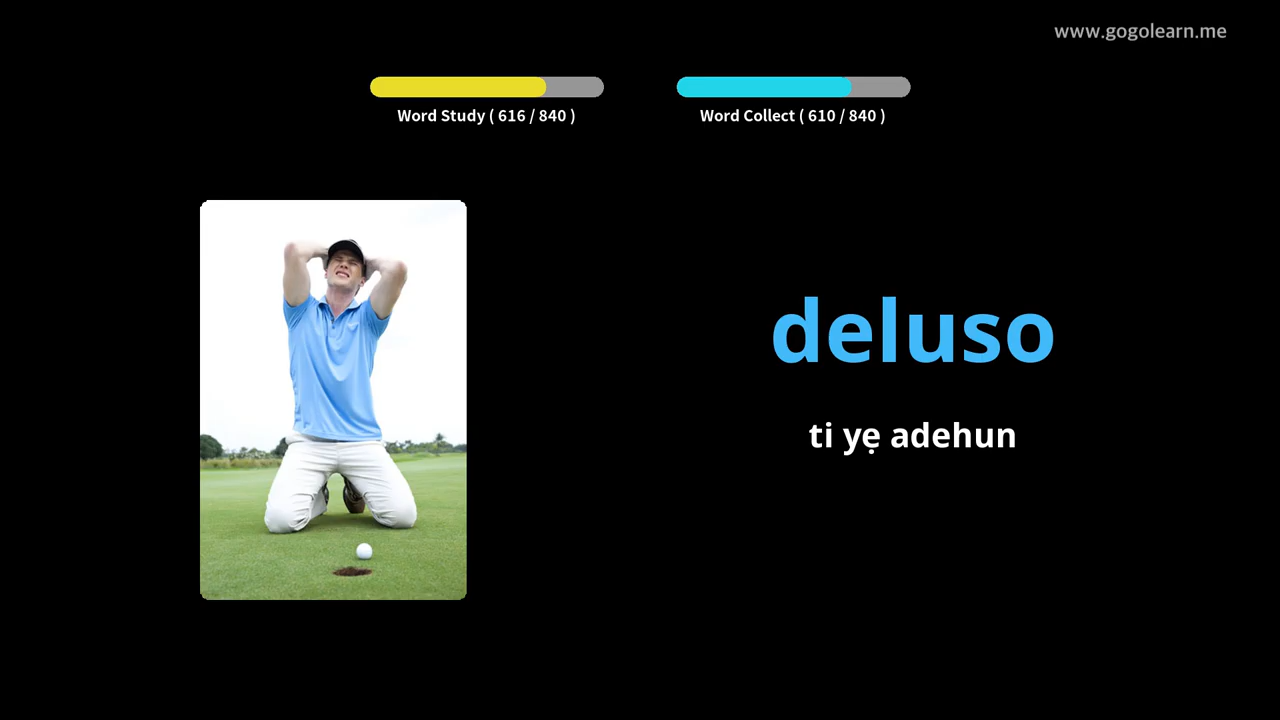 www.gogolearn.me
Word Study ( 616 / 840 )
Word Collect ( 610 / 840 )
deluso
ti yẹ adehun